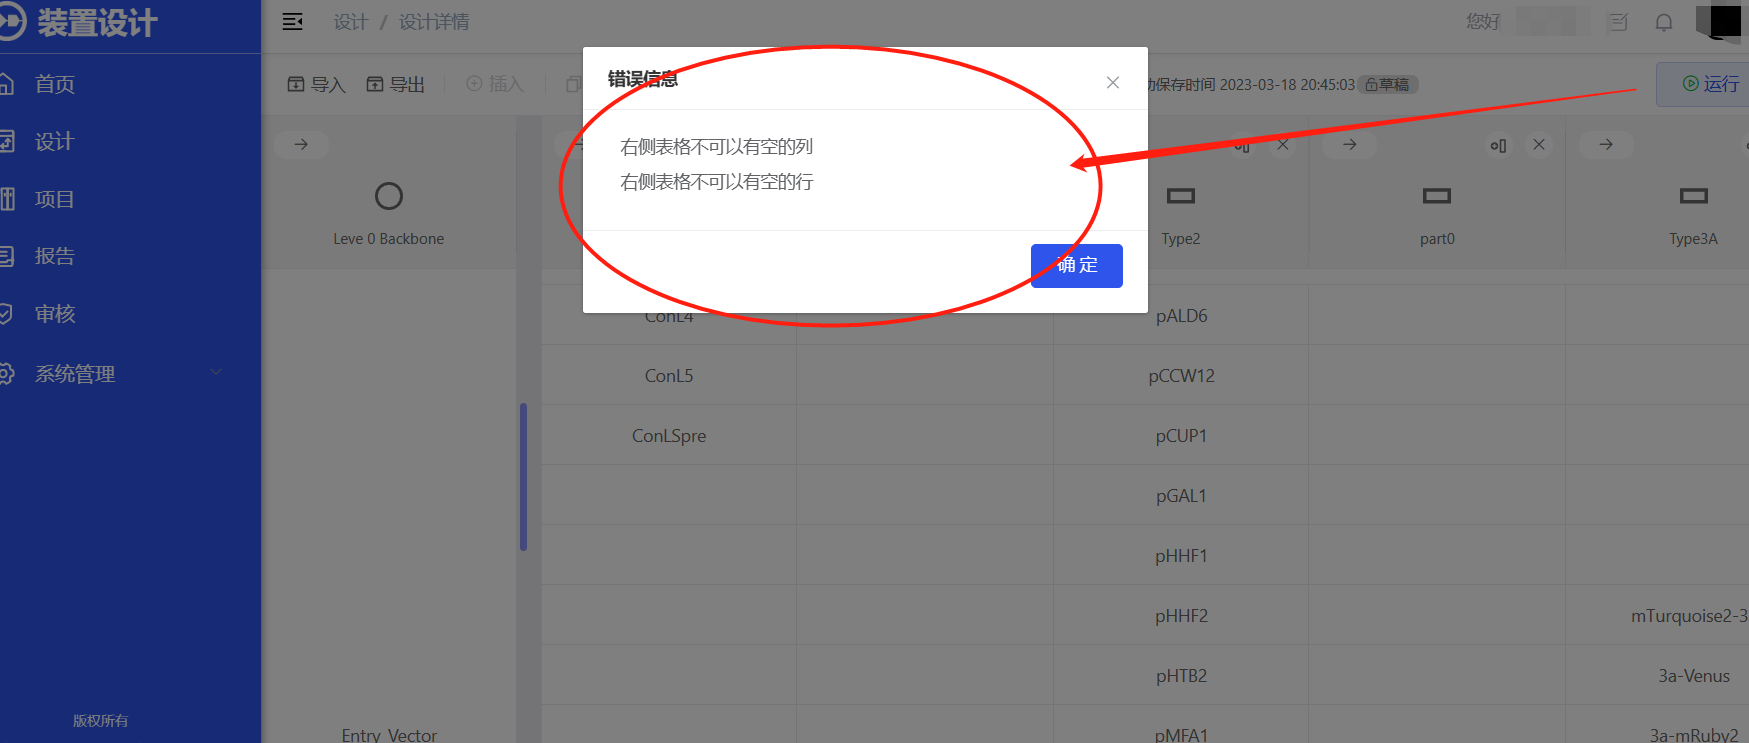 装置设计
设计 / 设计详情
您好
首页
设计
项目
报告
审核
系统管理
版权所有
导入
导出
插入
保存时间 2023-03-18 20:45:03
草稿
运行
错误信息
右侧表格不可以有空的列
右侧表格不可以有空的行
确定
Leve 0 Backbone
Type2
part0
Type3A
ConL4
pALD6
ConL5
pCCW12
ConLSpre
pCUP1
pGAL1
pHHF1
pHHF2
mTurquoise2-3
pHTB2
3a-Venus
Entry_Vector
pMFA1
3a-mRuby2